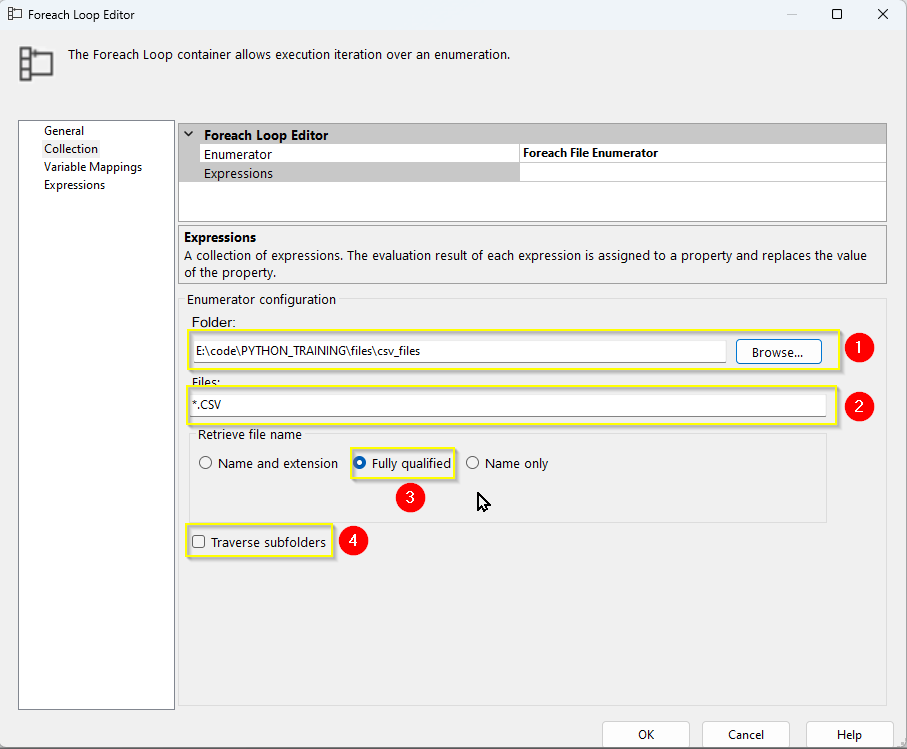 Foreach Loop Editor
The Foreach Loop container allows execution iteration over an enumeration.
General
Collection
Variable Mappings
Expressions
Foreach Loop Editor
Enumerator Foreach File Enumerator
Expressions
Expressions
A collection of expressions. The evaluation result of each expression is assigned to a property and replaces the value
of the property.
Enumerator configuration
Folder:
E:\code\PYTHON_TRAINING\files\csv_files Browse... 1
Files:
*.CSV 2
Retrieve file name
Name and extension Fully qualified Name only
3
Traverse subfolders 4
OK Cancel Help